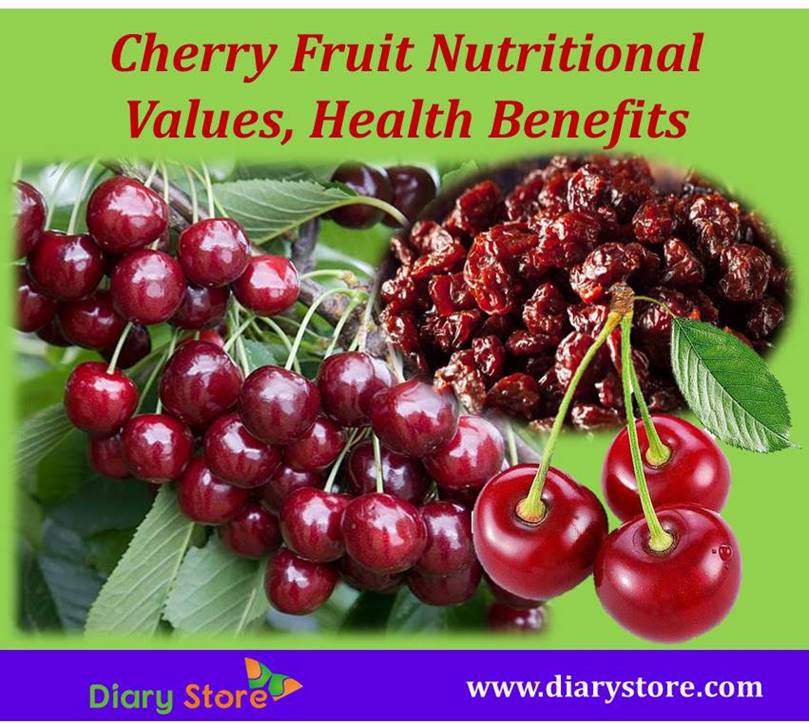 Cherry Fruit Nutritional
Values, Health Benefits
Diary Store
www.diarystore.com